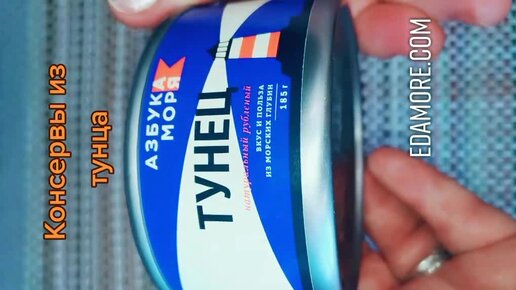 Консервы из
тунца
АЗБУКА
МОРЯ
ТУНЕЦ
натуральный рубленый
ВКУС И ПОЛЬЗА
ИЗ МОРСКИХ ГЛУБИН
185 г
EDAMORE.COM